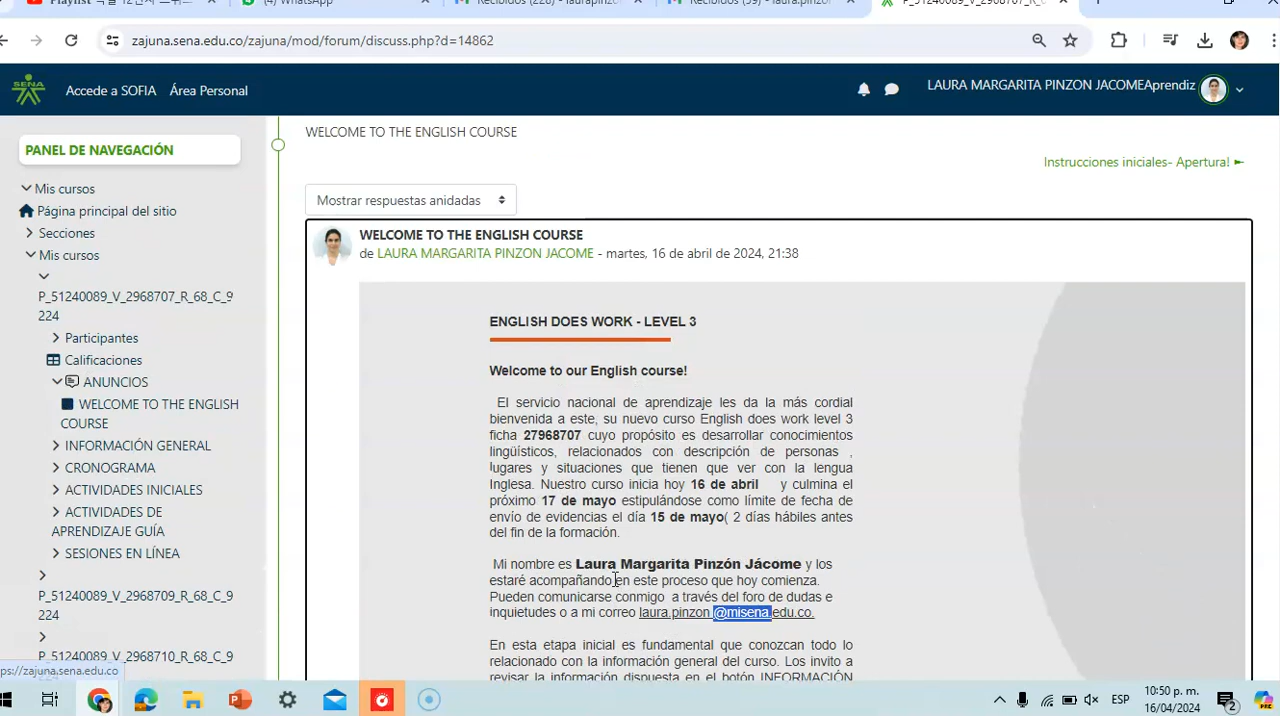 WhatsApp
zajuna.sena.edu.co/zajuna/mod/forum/discuss.php?d=14862
SENA
Accede a SOFIA
Área Personal
LAURA MARGARITA PINZON JACOMEAprendiz
PANEL DE NAVEGACIÓN
Mis cursos
Página principal del sitio
Secciones
Mis cursos
P_51240089_V_2968707_R_68_C_9
224
Participantes
Calificaciones
ANUNCIOS
WELCOME TO THE ENGLISH
COURSE
INFORMACIÓN GENERAL
CRONOGRAMA
ACTIVIDADES INICIALES
ACTIVIDADES DE
APRENDIZAJE GUÍA
SESIONES EN LÍNEA
P_51240089_V_2968709_R_68_C_9
224
P_51240089_V_2968710_R_68_C_9
ps://zajuna.sena.edu.co
WELCOME TO THE ENGLISH COURSE
Instrucciones iniciales- Apertura! ►
Mostrar respuestas anidadas
WELCOME TO THE ENGLISH COURSE
de LAURA MARGARITA PINZON JACOME - martes, 16 de abril de 2024, 21:38
ENGLISH DOES WORK - LEVEL 3
Welcome to our English course!
El servicio nacional de aprendizaje les da la más cordial
bienvenida a este, su nuevo curso English does work level 3
ficha 27968707 cuyo propósito es desarrollar conocimientos
lingüísticos, relacionados con descripción de personas ,
lugares y situaciones que tienen que ver con la lengua
Inglesa. Nuestro curso inicia hoy 16 de abril y culmina el
próximo 17 de mayo estipulándose como límite de fecha de
envío de evidencias el día 15 de mayo( 2 días hábiles antes
del fin de la formación.
Mi nombre es Laura Margarita Pinzón Jácome y los
estaré acompañando en este proceso que hoy comienza.
Pueden comunicarse conmigo a través del foro de dudas e
inquietudes o a mi correo laura.pinzon @misena.edu.co.
En esta etapa inicial es fundamental que conozcan todo lo
relacionado con la información general del curso. Los invito a
revisar la información dispuesta en el botón INFORMACIÓN
ESP
10:50 p. m.
16/04/2024
2